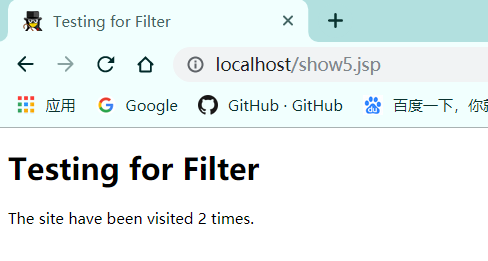 Testing for Filter
localhost/show5.jsp
应用 Google GitHub · GitHub 百度一下，你就
Testing for Filter
The site have been visited 2 times.